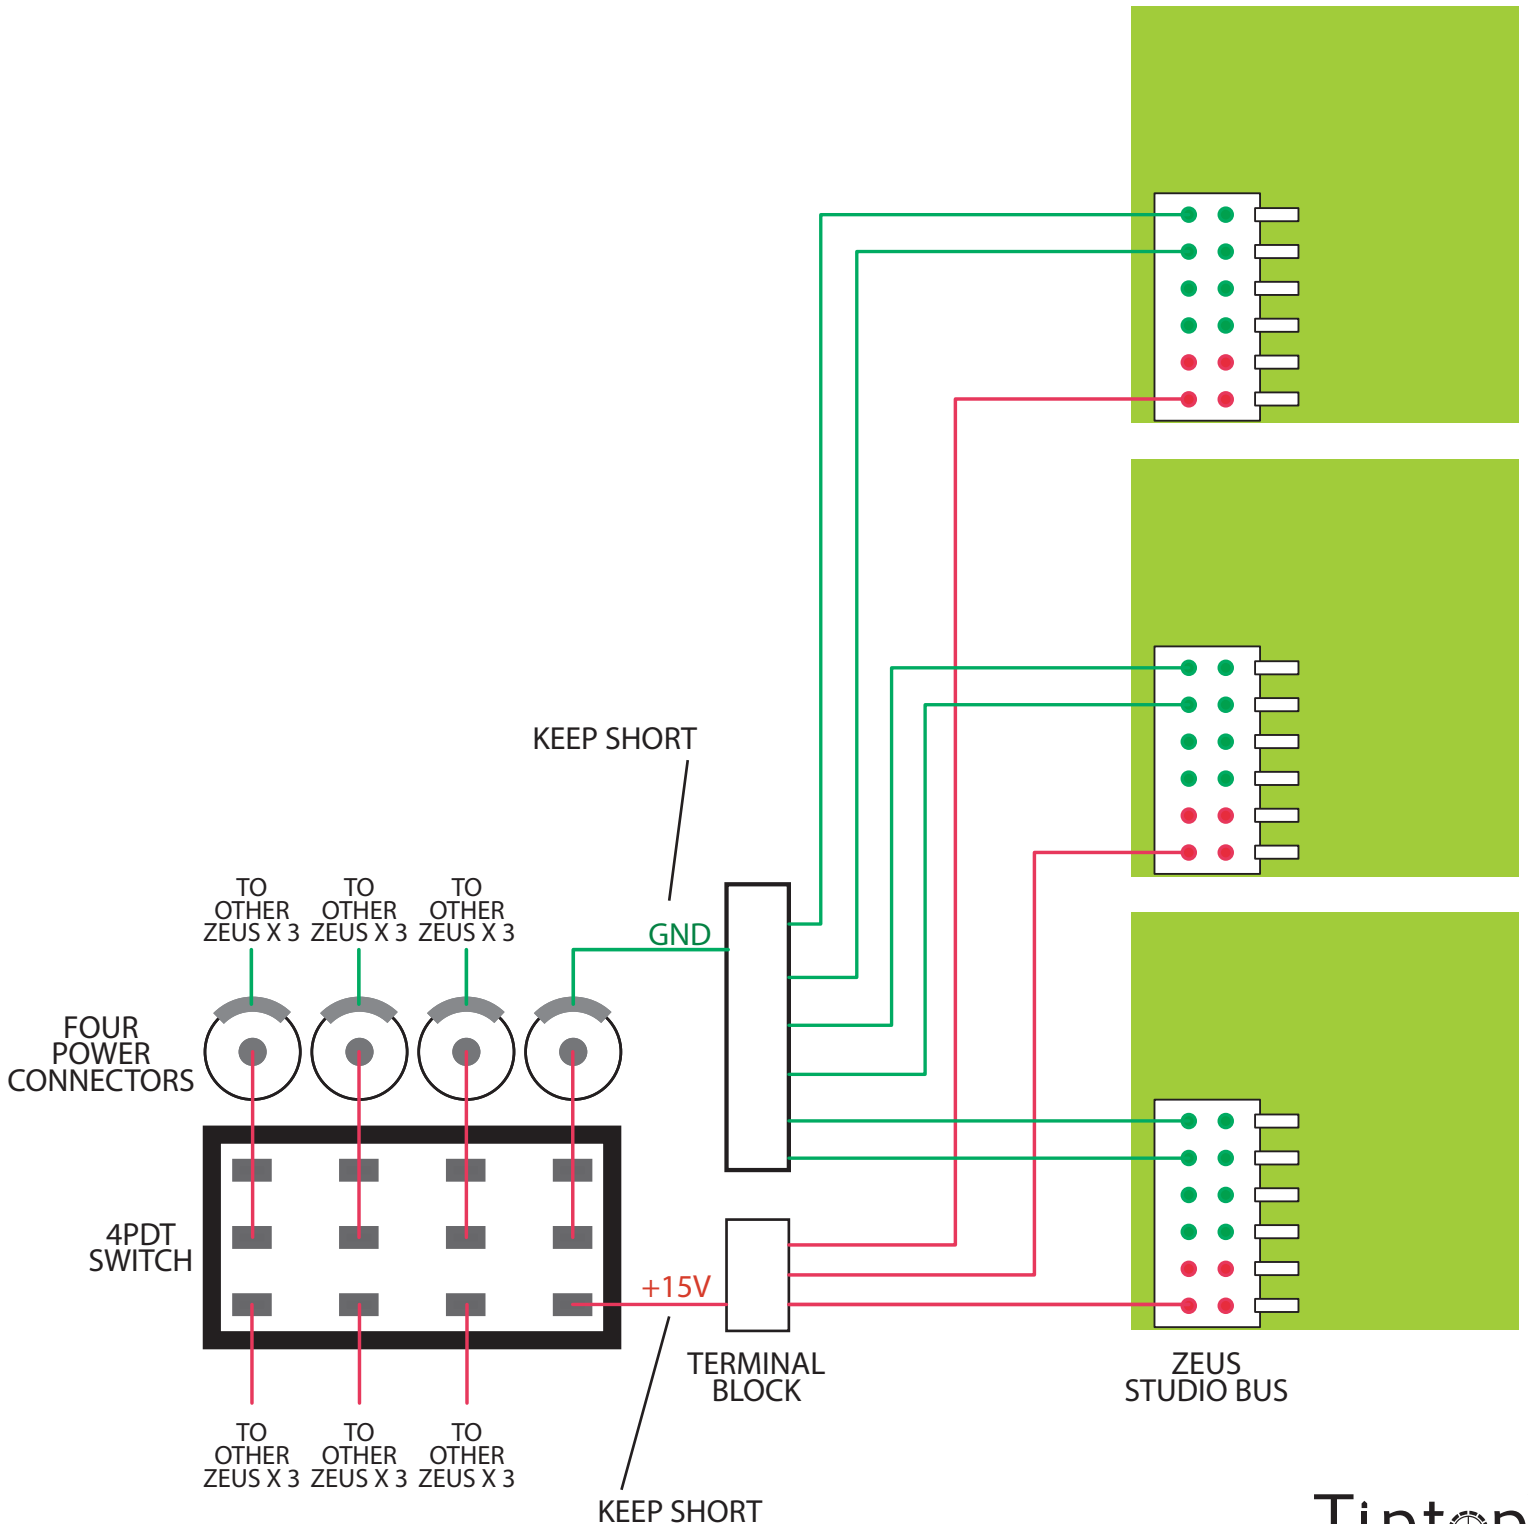 KEEP SHORT
TO
OTHER
ZEUS X 3
TO
OTHER
ZEUS X 3
TO
OTHER
ZEUS X 3
GND
FOUR
POWER
CONNECTORS
4PDT
SWITCH
+15V
TERMINAL
BLOCK
ZEUS
STUDIO BUS
TO
OTHER
ZEUS X 3
TO
OTHER
ZEUS X 3
TO
OTHER
ZEUS X 3
KEEP SHORT